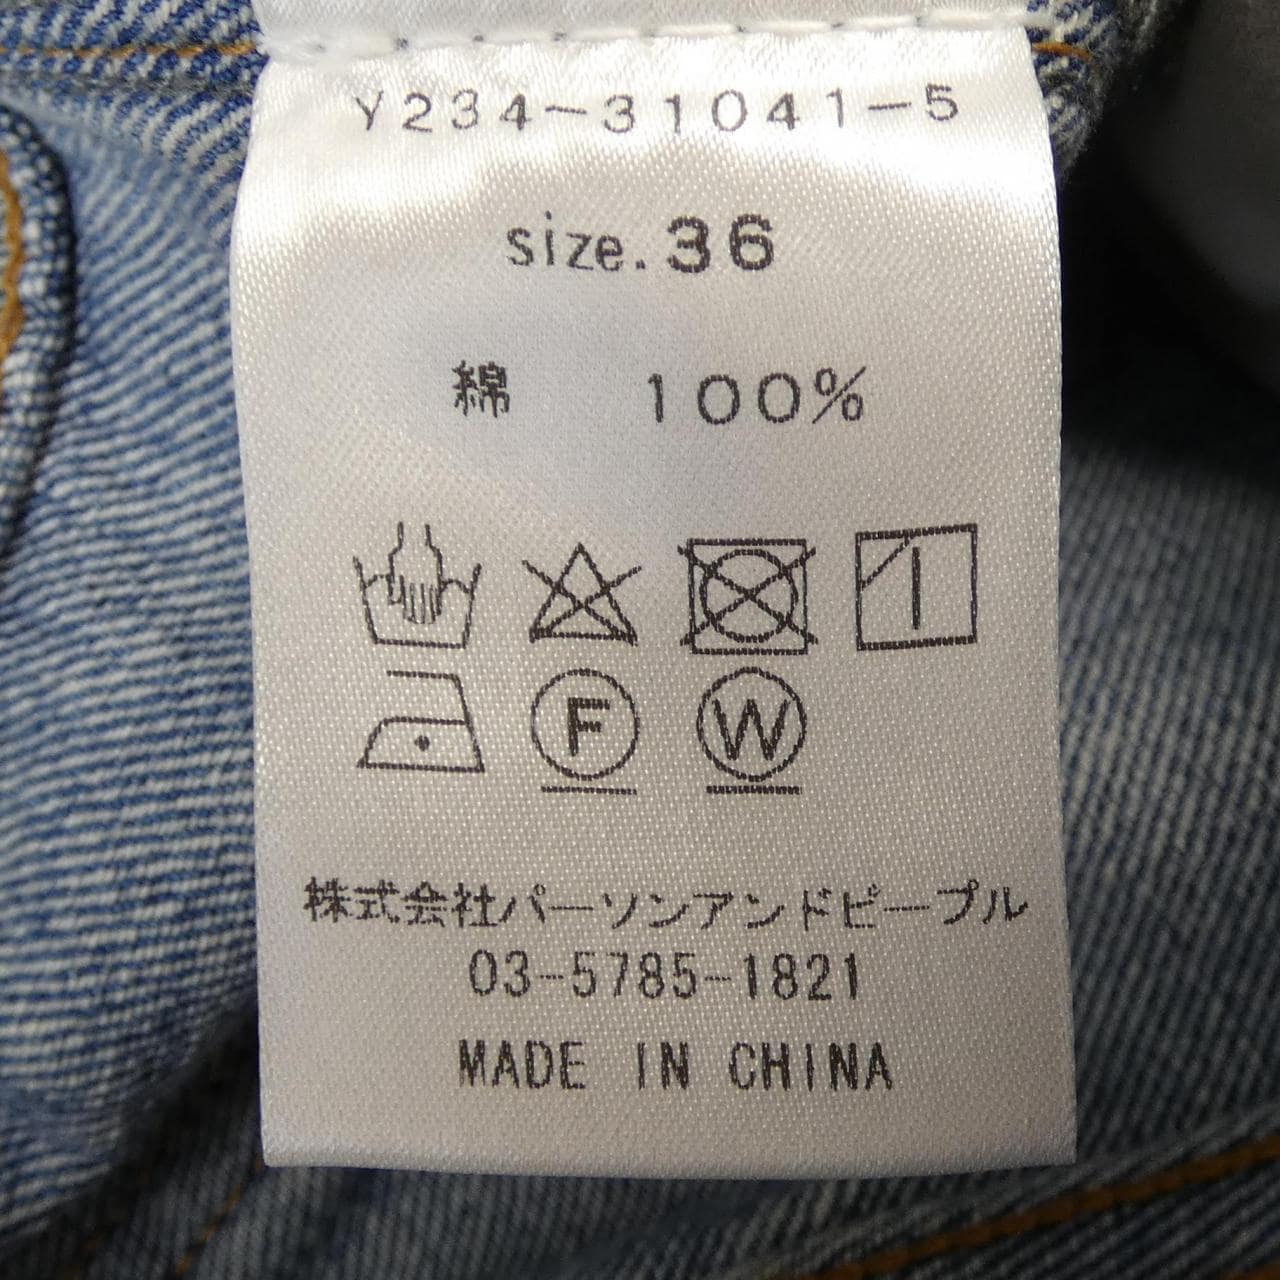 Y234-31041-5
size.36
綿 100%
F W
株式会社パーソンアンドピープル
03-5785-1821
MADE IN CHINA